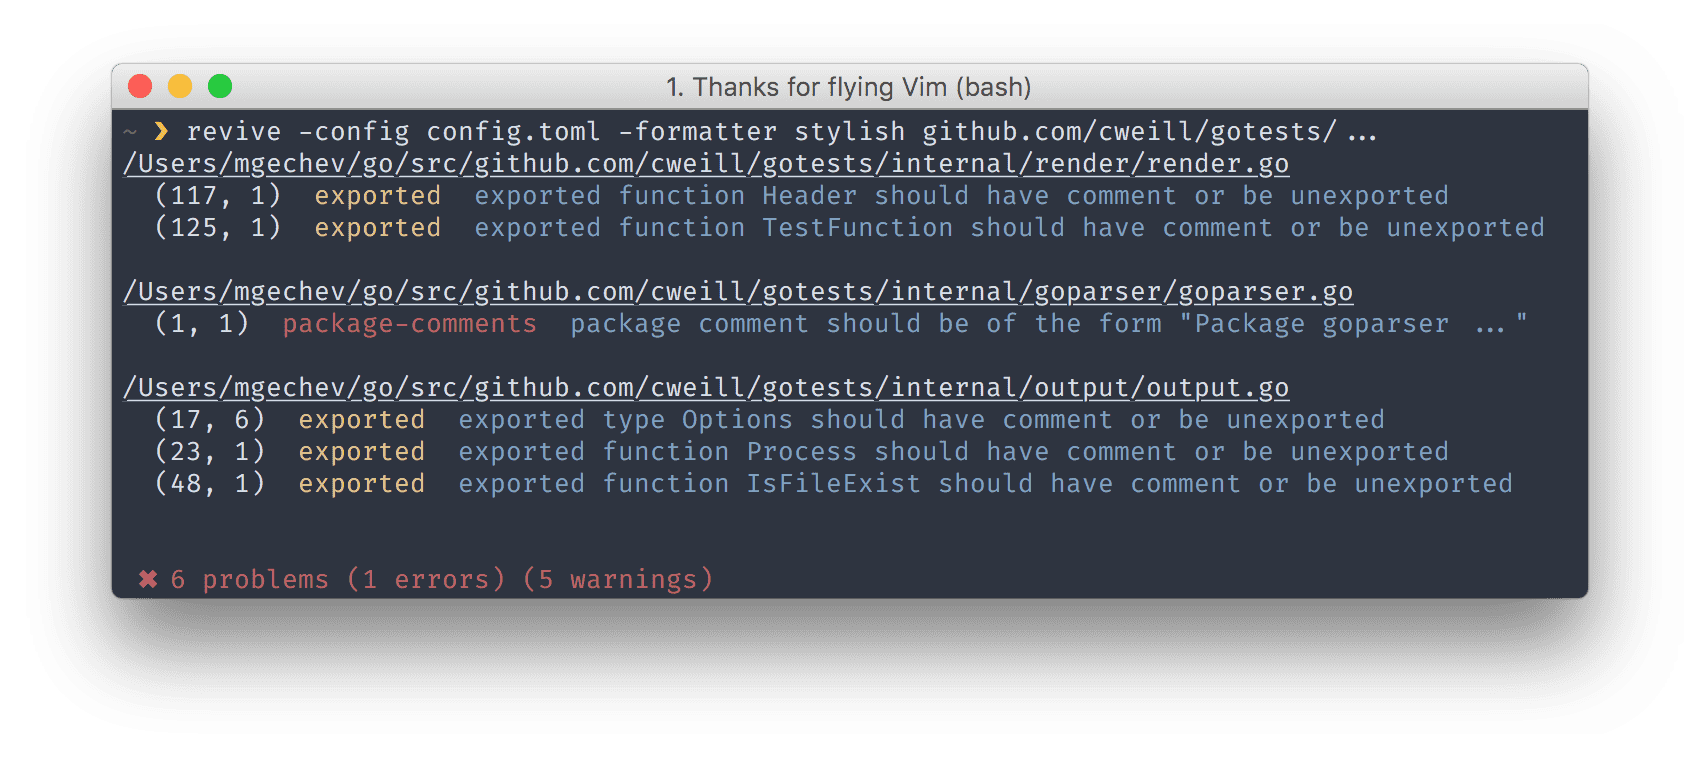 1. Thanks for flying Vim (bash)
~ ❯ revive -config config.toml -formatter stylish github.com/cweill/gotests/...
/Users/mgechev/go/src/github.com/cweill/gotests/internal/render/render.go
(117, 1) exported exported function Header should have comment or be unexported
(125, 1) exported exported function TestFunction should have comment or be unexported
/Users/mgechev/go/src/github.com/cweill/gotests/internal/goparser/goparser.go
(1, 1) package-comments package comment should be of the form "Package goparser ..."
/Users/mgechev/go/src/github.com/cweill/gotests/internal/output/output.go
(17, 6) exported exported type Options should have comment or be unexported
(23, 1) exported exported function Process should have comment or be unexported
(48, 1) exported exported function IsFileExist should have comment or be unexported
✖ 6 problems (1 errors) (5 warnings)